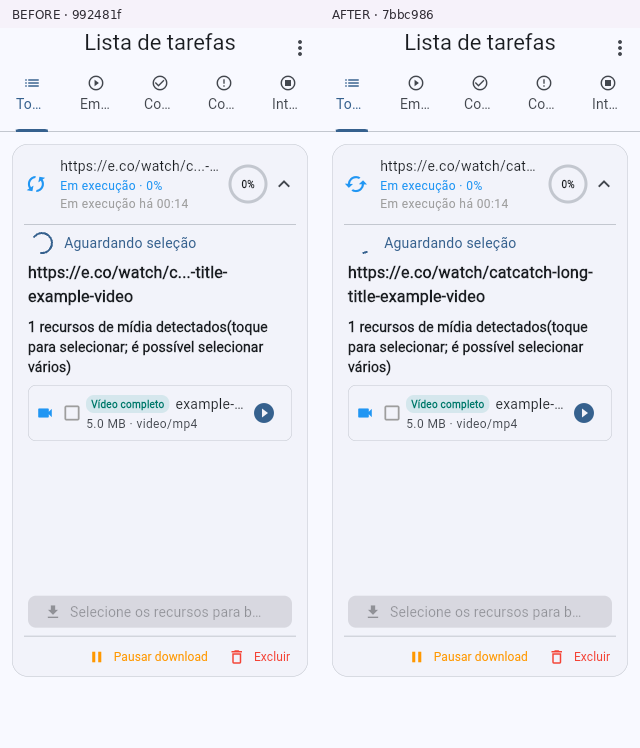 BEFORE · 992481f
Lista de tarefas
To...
Em...
Co...
Co...
Int...
https://e.co/watch/c...-...
Em execução · 0%
Em execução há 00:14
0%
Aguardando seleção
https://e.co/watch/c...-title-
example-video
1 recursos de mídia detectados(toque
para selecionar; é possível selecionar
vários)
Vídeo completo example-...
5.0 MB · video/mp4
Selecione os recursos para b...
Pausar download
Excluir
AFTER · 7bbc986
Lista de tarefas
To...
Em...
Co...
Co...
Int...
https://e.co/watch/cat...
Em execução · 0%
Em execução há 00:14
0%
Aguardando seleção
https://e.co/watch/catcatch-long-
title-example-video
1 recursos de mídia detectados(toque
para selecionar; é possível selecionar
vários)
Vídeo completo example-...
5.0 MB · video/mp4
Selecione os recursos para b...
Pausar download
Excluir